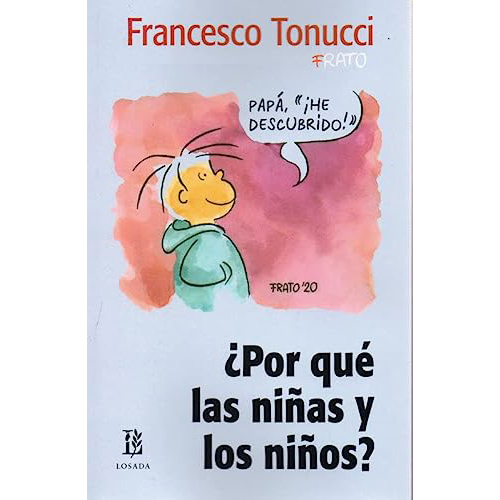 Francesco Tonucci
FRATO
PAPÁ, “¡HE
DESCUBRIDO!”
FRATO '20
¿Por qué
las niñas y
los niños?
LOSADA